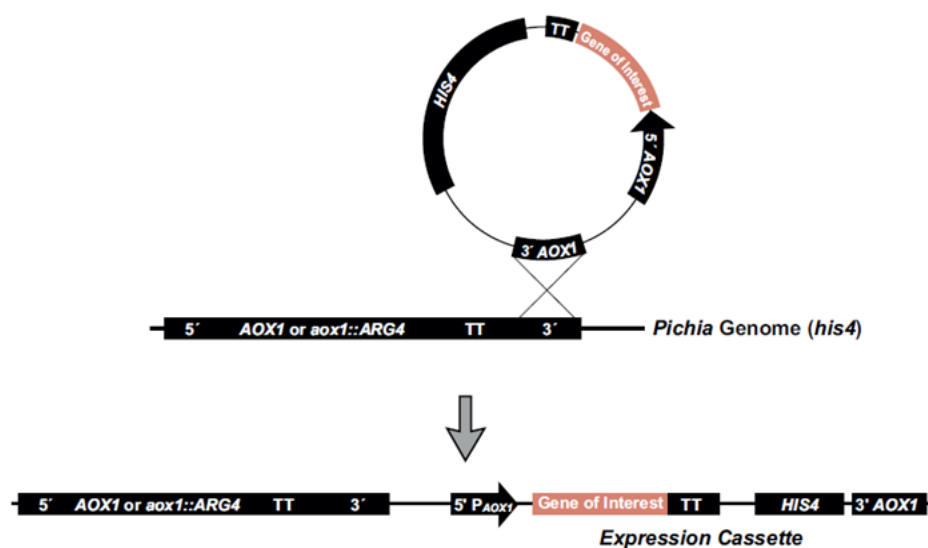 TT
Gene of Interest
HIS4
5´ AOX1
3´ AOX1
5´ AOX1 or aox1::ARG4 TT 3´
Pichia Genome (his4)
5´ AOX1 or aox1::ARG4 TT 3´ 5' PAOX1 Gene of Interest TT HIS4 3' AOX1
Expression Cassette